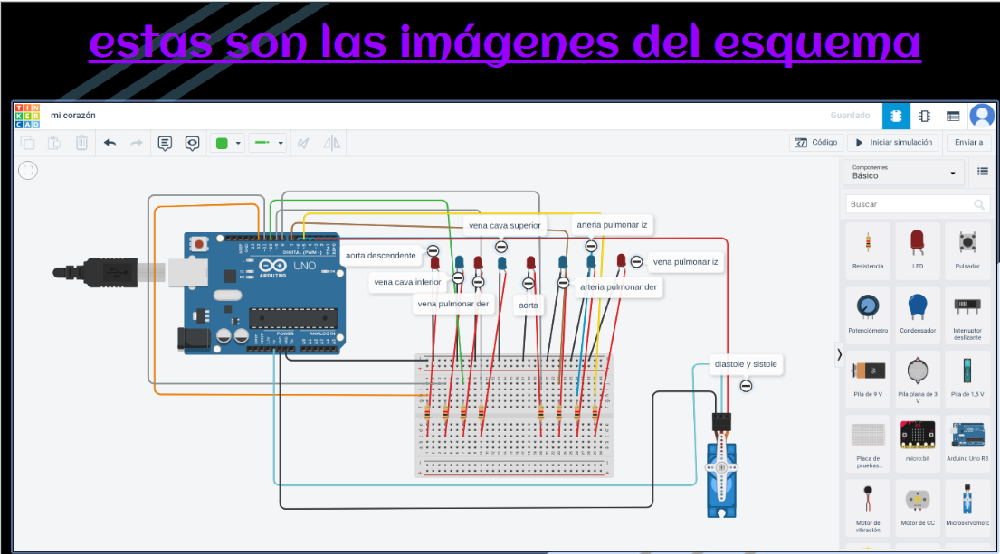 estas son las imágenes del esquema
TIN
KER
CAD
mi corazón
Guardado
Código
Iniciar simulación
Enviar a
Componentes
Básico
Buscar
vena cava superior
arteria pulmonar iz
aorta descendente
vena pulmonar iz
vena cava inferior
arteria pulmonar der
vena pulmonar der
aorta
diastole y sistole
DIGITAL (PWM~)
UNO
ARDUINO
POWER
ANALOG IN
Resistencia
LED
Pulsador
Potenciómetro
Condensador
Interruptor
deslizante
Pila de 9 V
Pila plana de 3
V
Pila de 1,5 V
Placa de
pruebas...
micro:bit
Arduino Uno R3
Motor de
vibración
Motor de CC
Microservomoto